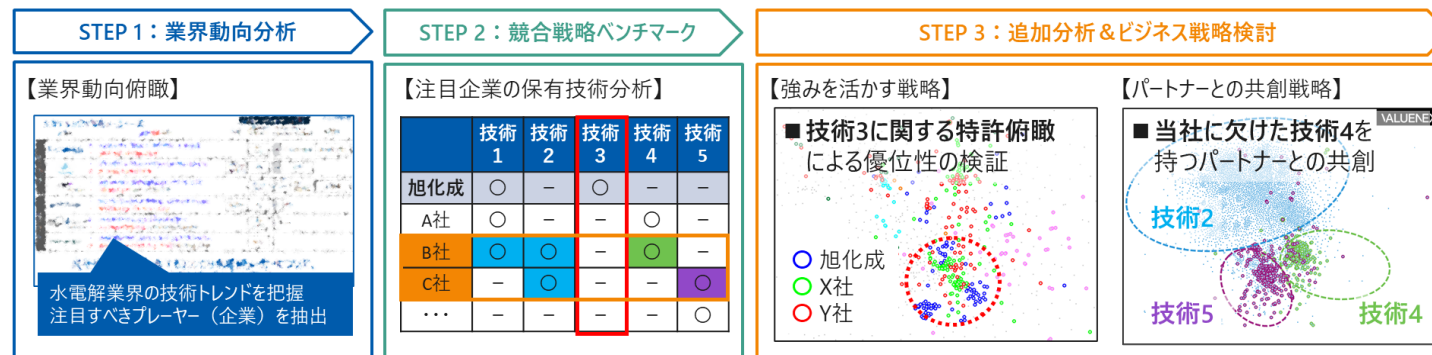 STEP 1：業界動向分析
STEP 2：競合戦略ベンチマーク
STEP 3：追加分析＆ビジネス戦略検討
【業界動向俯瞰】
水電解業界の技術トレンドを把握
注目すべきプレーヤー（企業）を抽出
【注目企業の保有技術分析】
技術1 技術2 技術3 技術4 技術5
旭化成 ○ － ○ － －
A社 ○ － － ○ －
B社 ○ ○ － ○ －
C社 － ○ － － ○
・・・ － － － － ○
【強みを活かす戦略】
■技術3に関する特許俯瞰
による優位性の検証
○ 旭化成
○ X社
○ Y社
【パートナーとの共創戦略】
■当社に欠けた技術4を
持つパートナーとの共創
技術2
技術5
技術4